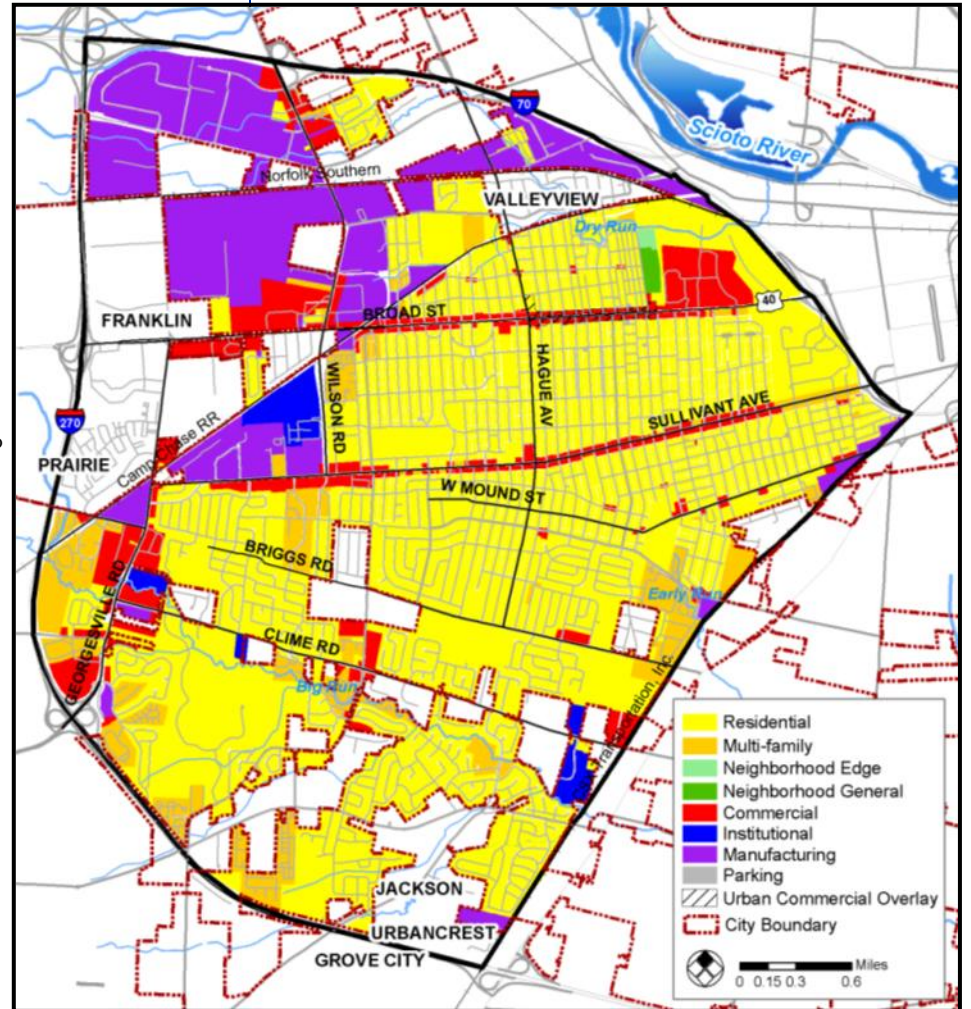 70
Scioto River
Norfolk Southern
VALLEYVIEW
Dry Run
40
FRANKLIN
BROAD ST
WILSON RD
HAGUE AV
SULLIVANT AVE
270
Camp Chase RR
PRAIRIE
W MOUND ST
BRIGGS RD
Early Run
GEORGESVILLE RD
CLIME RD
Big Run
Transportation, Inc.
JACKSON
URBANCREST
GROVE CITY
Residential
Multi-family
Neighborhood Edge
Neighborhood General
Commercial
Institutional
Manufacturing
Parking
Urban Commercial Overlay
City Boundary
Miles
0 0.15 0.3 0.6